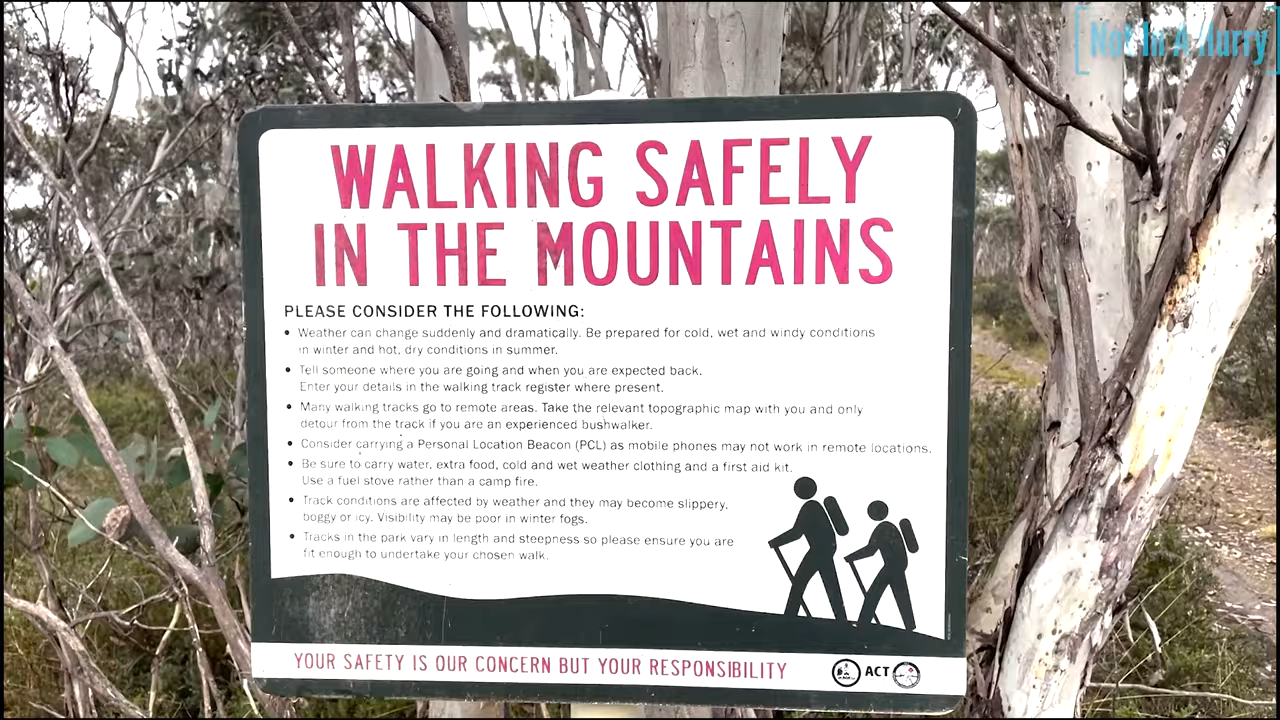 [Not In A Hurry]
WALKING SAFELY
IN THE MOUNTAINS
PLEASE CONSIDER THE FOLLOWING:
• Weather can change suddenly and dramatically. Be prepared for cold, wet and windy conditions
in winter and hot, dry conditions in summer.
• Tell someone where you are going and when you are expected back.
Enter your details in the walking track register where present.
• Many walking tracks go to remote areas. Take the relevant topographic map with you and only
detour from the track if you are an experienced bushwalker.
• Consider carrying a Personal Location Beacon (PCL) as mobile phones may not work in remote locations.
• Be sure to carry water, extra food, cold and wet weather clothing and a first aid kit.
Use a fuel stove rather than a camp fire.
• Track conditions are affected by weather and they may become slippery,
boggy or icy. Visibility may be poor in winter fogs.
• Tracks in the park vary in length and steepness so please ensure you are
fit enough to undertake your chosen walk.
YOUR SAFETY IS OUR CONCERN BUT YOUR RESPONSIBILITY
ACT